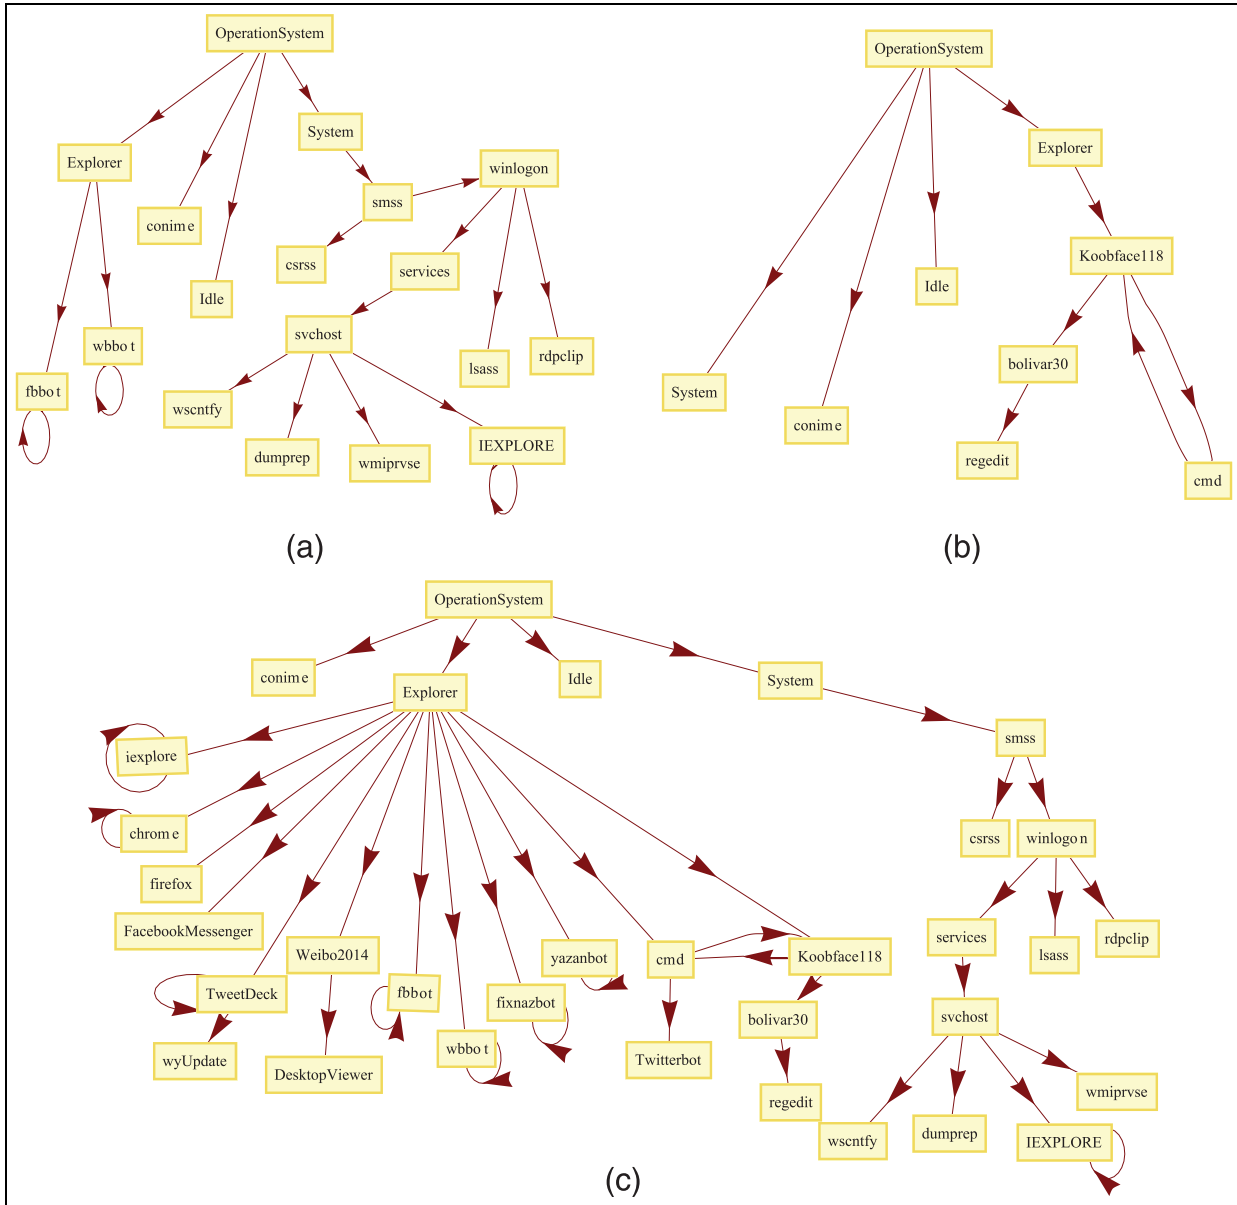 OperationSystem
System
Explorer
winlogon
smss
conime
csrss
services
Idle
svchost
wbbot
rdpclip
lsass
fbbot
wscntfy
IEXPLORE
dumprep
wmiprvse
(a)
OperationSystem
Explorer
Koobface118
Idle
bolivar30
System
conime
regedit
cmd
(b)
OperationSystem
conime
Explorer
Idle
System
iexplore
smss
chrome
csrss
winlogon
firefox
FacebookMessenger
Weibo2014
yazanbot
cmd
Koobface118
services
lsass
rdpclip
TweetDeck
fbbot
fixnazbot
bolivar30
svchost
wyUpdate
DesktopViewer
wbbot
Twitterbot
regedit
wmiprvse
wscntfy
dumprep
IEXPLORE
(c)